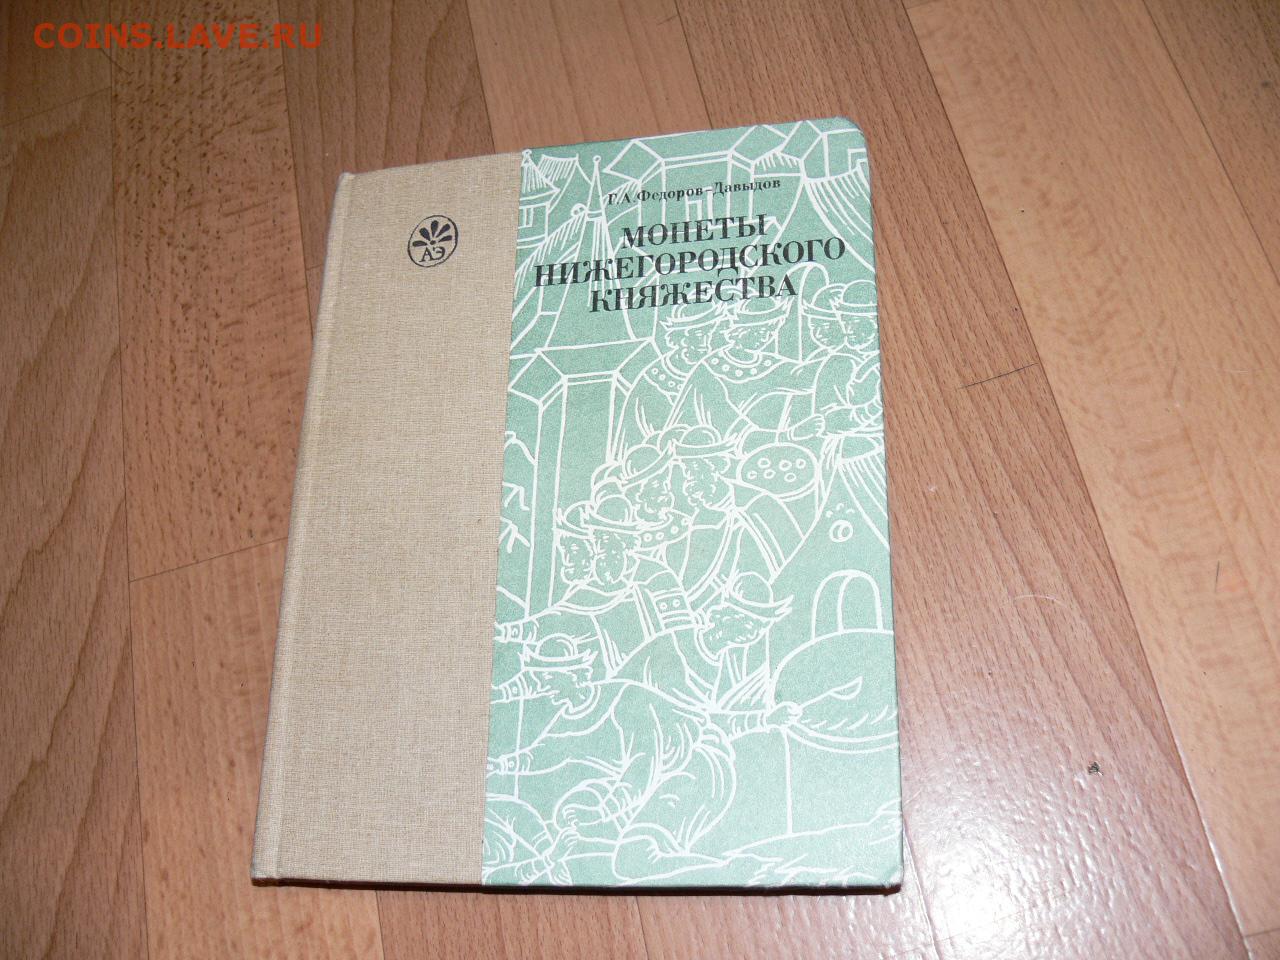 COINS.LAVE.RU
Г.А.Федоров-Давыдов
МОНЕТЫ
НИЖЕГОРОДСКОГО
КНЯЖЕСТВА
АЭ